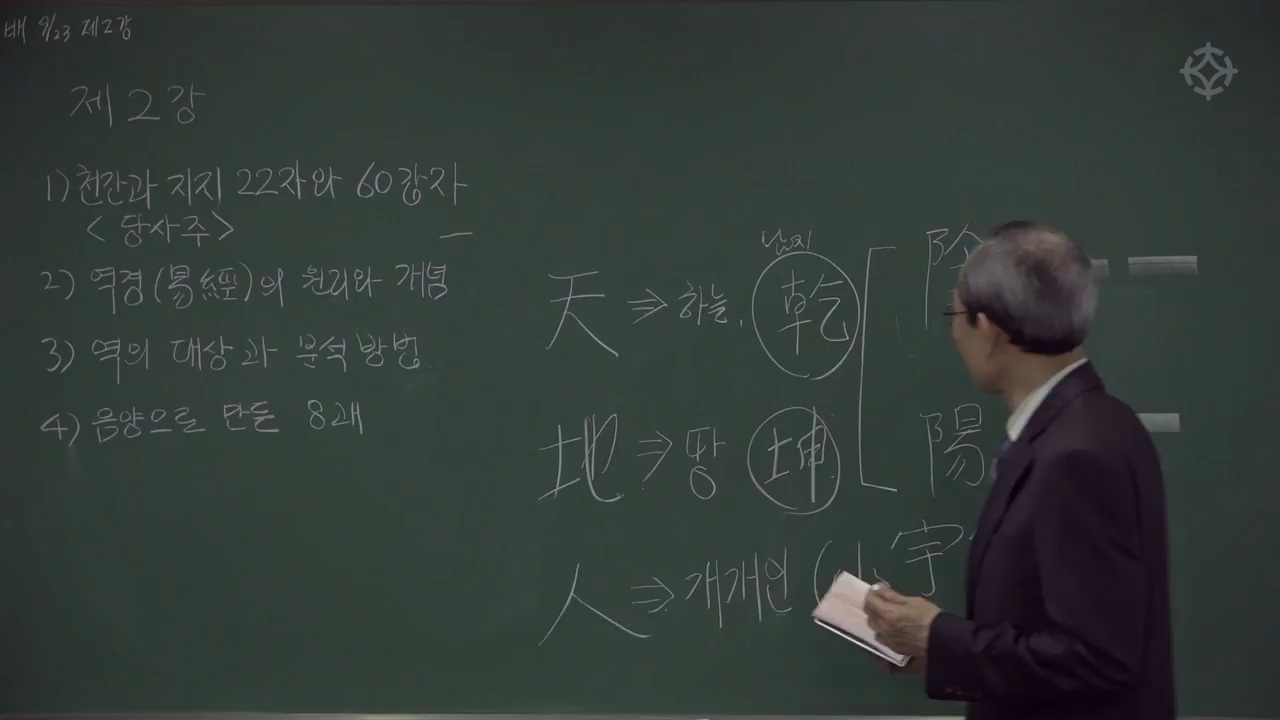 배 9/23 제2강
제 2 강
1) 천간과 지지 22자와 60갑자
< 당사주 >
2) 역경(易經)의 원리와 개념
3) 역의 대상과 분석방법
4) 음양으로 만든 8괘
天 ⇒ 하늘, 乾 [ 陰
地 ⇒ 땅 坤 陽
人 ⇒ 개개인 (小宇